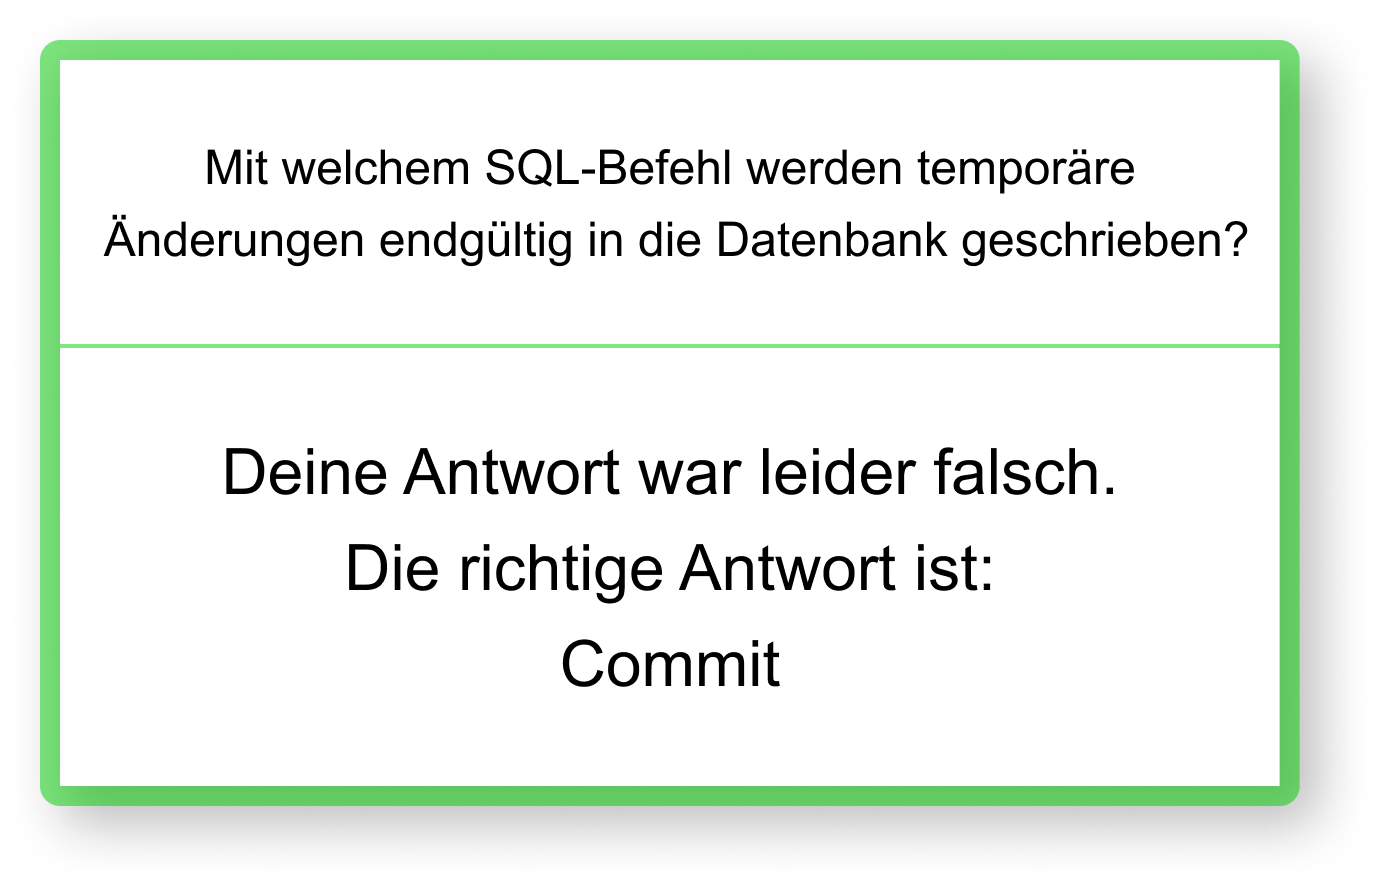 Mit welchem SQL-Befehl werden temporäre
Änderungen endgültig in die Datenbank geschrieben?
Deine Antwort war leider falsch.
Die richtige Antwort ist:
Commit